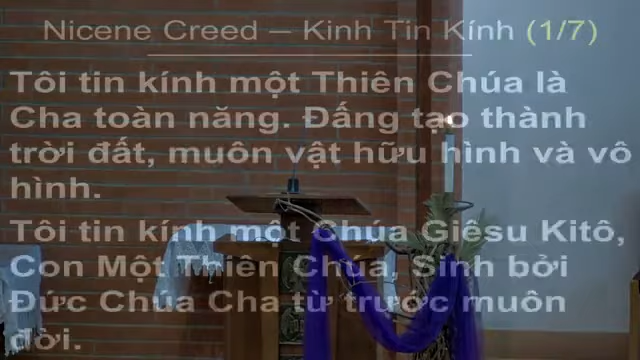 Nicene Creed – Kinh Tin Kính (1/7)
Tôi tin kính một Thiên Chúa là
Cha toàn năng. Đấng tạo thành
trời đất, muôn vật hữu hình và vô
hình.
Tôi tin kính một Chúa Giêsu Kitô,
Con Một Thiên Chúa, Sinh bởi
Đức Chúa Cha từ trước muôn
đời.